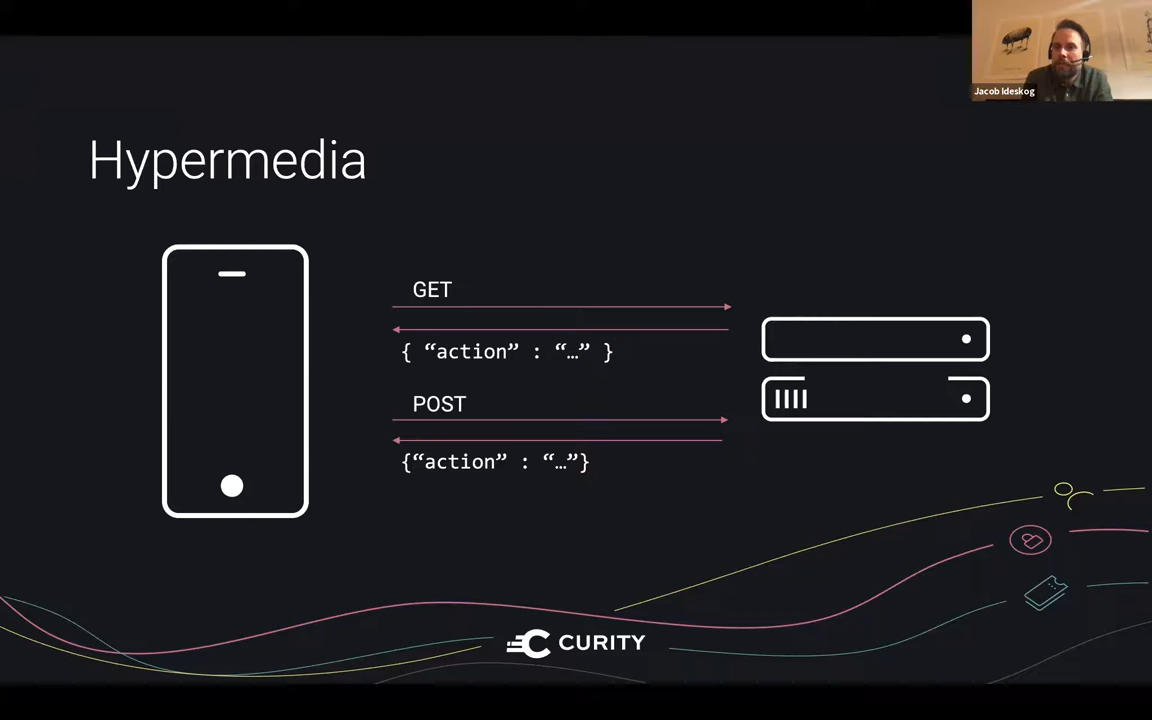 Jacob Ideskog
Hypermedia
GET
{ “action” : “…” }
POST
{“action” : “…”}
CURITY